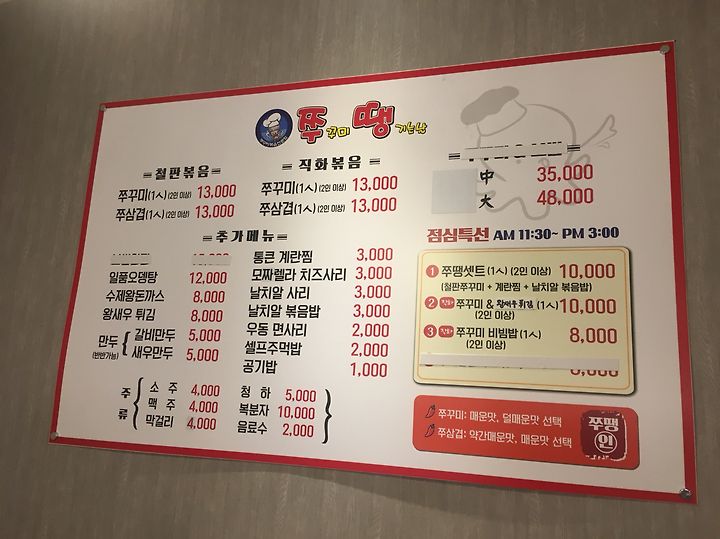 쭈꾸미 땡기는날
철판볶음
쭈꾸미(1人)(2인 이상) 13,000
쭈삼겹(1人)(2인 이상) 13,000
직화볶음
쭈꾸미(1人)(2인 이상) 13,000
쭈삼겹(1人)(2인 이상) 13,000
中 35,000
大 48,000
추가메뉴
일품오뎅탕 12,000
수제왕돈까스 8,000
왕새우 튀김 8,000
만두 (반반가능)
갈비만두 5,000
새우만두 5,000
통큰 계란찜 3,000
모짜렐라 치즈사리 3,000
날치알 사리 3,000
날치알 볶음밥 3,000
우동 면사리 2,000
셀프주먹밥 2,000
공기밥 1,000
주류
소주 4,000
맥주 4,000
막걸리 4,000
청하 5,000
복분자 10,000
음료수 2,000
점심특선 AM 11:30~ PM 3:00
1 쭈땡셋트 (1人) (2인 이상) 10,000
(철판쭈꾸미 + 계란찜 + 날치알 볶음밥)
2 직화 쭈꾸미 & 왕새우튀김 (1人) 10,000
(2인 이상)
3 직화 쭈꾸미 비빔밥 (1人) 8,000
(2인 이상)
쭈꾸미: 매운맛, 덜매운맛 선택
쭈삼겹: 약간매운맛, 매운맛 선택
쭈땡
인